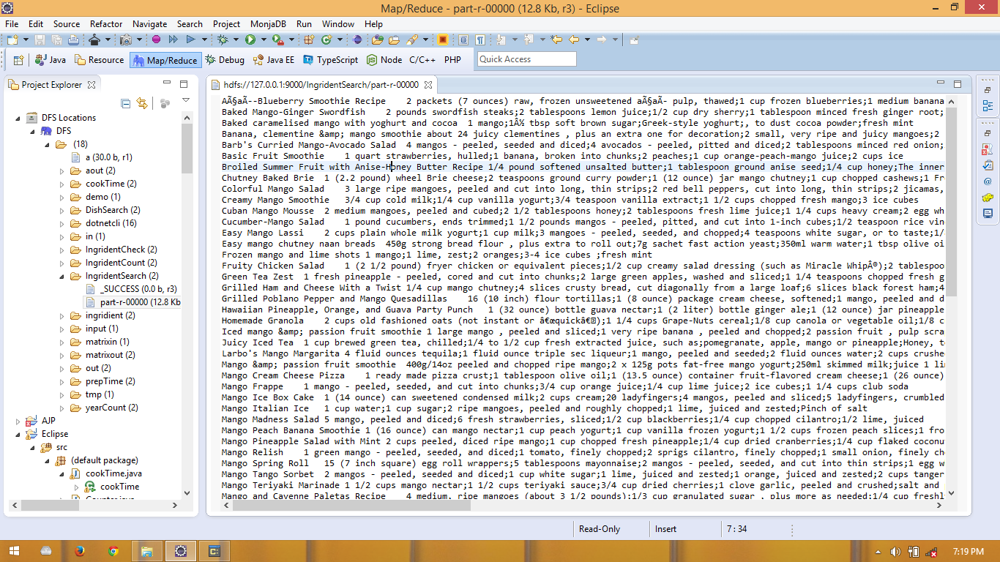 Map/Reduce - part-r-00000 (12.8 Kb, r3) - Eclipse
File Edit Source Refactor Navigate Search Project MonjaDB Run Window Help
Java Resource Map/Reduce Debug Java EE TypeScript Node C/C++ PHP Quick Access
Project Explorer
DFS Locations
DFS
(18)
a (30.0 b, r1)
aout (2)
cookTime (2)
demo (1)
DishSearch (2)
dotnetcli (16)
in (1)
IngridentCheck (2)
IngridentCount (2)
IngridentSearch (2)
_SUCCESS (0.0 b, r3)
part-r-00000 (12.8 Kb
ingridient (2)
input (1)
matrixin (1)
matrixout (2)
out (2)
prepTime (2)
tmp (1)
yearCount (2)
AJP
Eclipse
src
(default package)
cookTime.java
cookTime
hdfs://127.0.0.1:9000/IngridentSearch/part-r-00000
AÃ§aÃ--Blueberry Smoothie Recipe 2 packets (7 ounces) raw, frozen unsweetened aÃ§aÃ- pulp, thawed;1 cup frozen blueberries;1 medium banana
Baked Mango-Ginger Swordfish 2 pounds swordfish steaks;2 tablespoons lemon juice;1/2 cup dry sherry;1 tablespoon minced fresh ginger root;
Baked caramelised mango with yoghurt and cocoa 1 mango;1Â½ tbsp soft brown sugar;Greek-style yoghurt;, to dust cocoa powder;fresh mint
Banana, clementine &amp; mango smoothie about 24 juicy clementines , plus an extra one for decoration;2 small, very ripe and juicy mangoes;2
Barb's Curried Mango-Avocado Salad 4 mangos - peeled, seeded and diced;4 avocados - peeled, pitted and diced;2 tablespoons minced red onion;
Basic Fruit Smoothie 1 quart strawberries, hulled;1 banana, broken into chunks;2 peaches;1 cup orange-peach-mango juice;2 cups ice
Broiled Summer Fruit with Anise-Honey Butter Recipe 1/4 pound softened unsalted butter;1 tablespoon ground anise seed;1/4 cup honey;The inner
Chutney Baked Brie 1 (2.2 pound) wheel Brie cheese;2 teaspoons ground curry powder;1 (12 ounce) jar mango chutney;1 cup chopped cashews;1 Fr
Colorful Mango Salad 3 large ripe mangoes, peeled and cut into long, thin strips;2 red bell peppers, cut into long, thin strips;2 jicamas,
Creamy Mango Smoothie 3/4 cup cold milk;1/4 cup vanilla yogurt;3/4 teaspoon vanilla extract;1 1/2 cups chopped fresh mango;3 ice cubes
Cuban Mango Mousse 2 medium mangoes, peeled and cubed;2 1/2 tablespoons honey;2 tablespoons fresh lime juice;1 1/4 cups heavy cream;2 egg wh
Cucumber-Mango Salad 1 pound cucumbers, ends trimmed;2 1/2 pounds mangos - peeled, pitted, and cut into 1-inch cubes;1/2 teaspoon rice vin
Easy Mango Lassi 2 cups plain whole milk yogurt;1 cup milk;3 mangoes - peeled, seeded, and chopped;4 teaspoons white sugar, or to taste;1/
Easy mango chutney naan breads 450g strong bread flour , plus extra to roll out;7g sachet fast action yeast;350ml warm water;1 tbsp olive oi
Frozen mango and lime shots 1 mango;1 lime, zest;2 oranges;3-4 ice cubes ;fresh mint
Fruity Chicken Salad 1 (2 1/2 pound) fryer chicken or equivalent pieces;1/2 cup creamy salad dressing (such as Miracle WhipÂ®);2 tablespoo
Green Tea Zest 1 fresh pineapple - peeled, cored and cut into chunks;2 large green apples, washed and sliced;1 1/4 teaspoons chopped fresh g
Grilled Ham and Cheese With a Twist 1/4 cup mango chutney;4 slices crusty bread, cut diagonally from a large loaf;6 slices black forest ham;4
Grilled Poblano Pepper and Mango Quesadillas 16 (10 inch) flour tortillas;1 (8 ounce) package cream cheese, softened;1 mango, peeled and d
Hawaiian Pineapple, Orange, and Guava Party Punch 1 (32 ounce) bottle guava nectar;1 (2 liter) bottle ginger ale;1 (12 ounce) jar pineapple
Homemade Granola 2 cups old fashioned oats (not instant or â€œquickâ€);1 1/4 cups Grape-Nuts cereal;1/8 cup canola or vegetable oil;1/8 c
Iced mango &amp; passion fruit smoothie 1 large mango , peeled and sliced;1 very ripe banana , peeled and chopped;2 passion fruit , pulp scra
Juicy Iced Tea 1 cup brewed green tea, chilled;1/4 to 1/2 cup fresh extracted juice, such as;pomegranate, apple, mango or pineapple;Honey, t
Larbo's Mango Margarita 4 fluid ounces tequila;1 fluid ounce triple sec liqueur;1 mango, peeled and seeded;2 fluid ounces water;2 cups crushe
Mango &amp; passion fruit smoothie 400g/14oz peeled and chopped ripe mango;2 x 125g pots fat-free mango yogurt;250ml skimmed milk;juice 1 li
Mango Cream Cheese Pizza 1 ready made pizza crust;1 tablespoon olive oil;1 (13.5 ounce) container fruit-flavored cream cheese;1 (26 ounce)
Mango Frappe 1 mango - peeled, seeded, and cut into chunks;3/4 cup orange juice;1/4 cup lime juice;2 ice cubes;1 1/4 cups club soda
Mango Ice Box Cake 1 (14 ounce) can sweetened condensed milk;2 cups cream;20 ladyfingers;4 mangos, peeled and sliced;5 ladyfingers, crumbled
Mango Italian Ice 1 cup water;1 cup sugar;2 ripe mangoes, peeled and roughly chopped;1 lime, juiced and zested;Pinch of salt
Mango Madness Salad 5 mango, peeled and diced;6 fresh strawberries, sliced;1/2 cup blackberries;1/4 cup chopped cilantro;1/2 lime, juiced
Mango Peach Banana Smoothie 1 (16 ounce) can mango nectar;1 cup peach yogurt;1 cup vanilla frozen yogurt;1 1/2 cups frozen peach slices;1 fro
Mango Pineapple Salad with Mint 2 cups peeled, diced ripe mango;1 cup chopped fresh pineapple;1/4 cup dried cranberries;1/4 cup flaked coconu
Mango Relish 1 green mango - peeled, seeded, and diced;1 tomato, finely chopped;2 sprigs cilantro, finely chopped;1 small onion, finely ch
Mango Spring Roll 15 (7 inch square) egg roll wrappers;5 tablespoons mayonnaise;2 mangos - peeled, seeded, and cut into thin strips;1 egg w
Mango Tango Sorbet 2 mangos - peeled, seeded and diced;1 cup white sugar;1 lime, juiced and zested;1 orange, juiced and zested;2 cups tanger
Mango Teriyaki Marinade 1 1/2 cups mango nectar;1 1/2 cups teriyaki sauce;3/4 cup dried cherries;1 clove garlic, peeled and crushed;salt and
Mango and Cayenne Paletas Recipe 4 medium, ripe mangoes (about 3 1/2 pounds);1/3 cup granulated sugar , plus more as needed;1/4 cup freshl
Read-Only Insert 7 : 34
7:19 PM